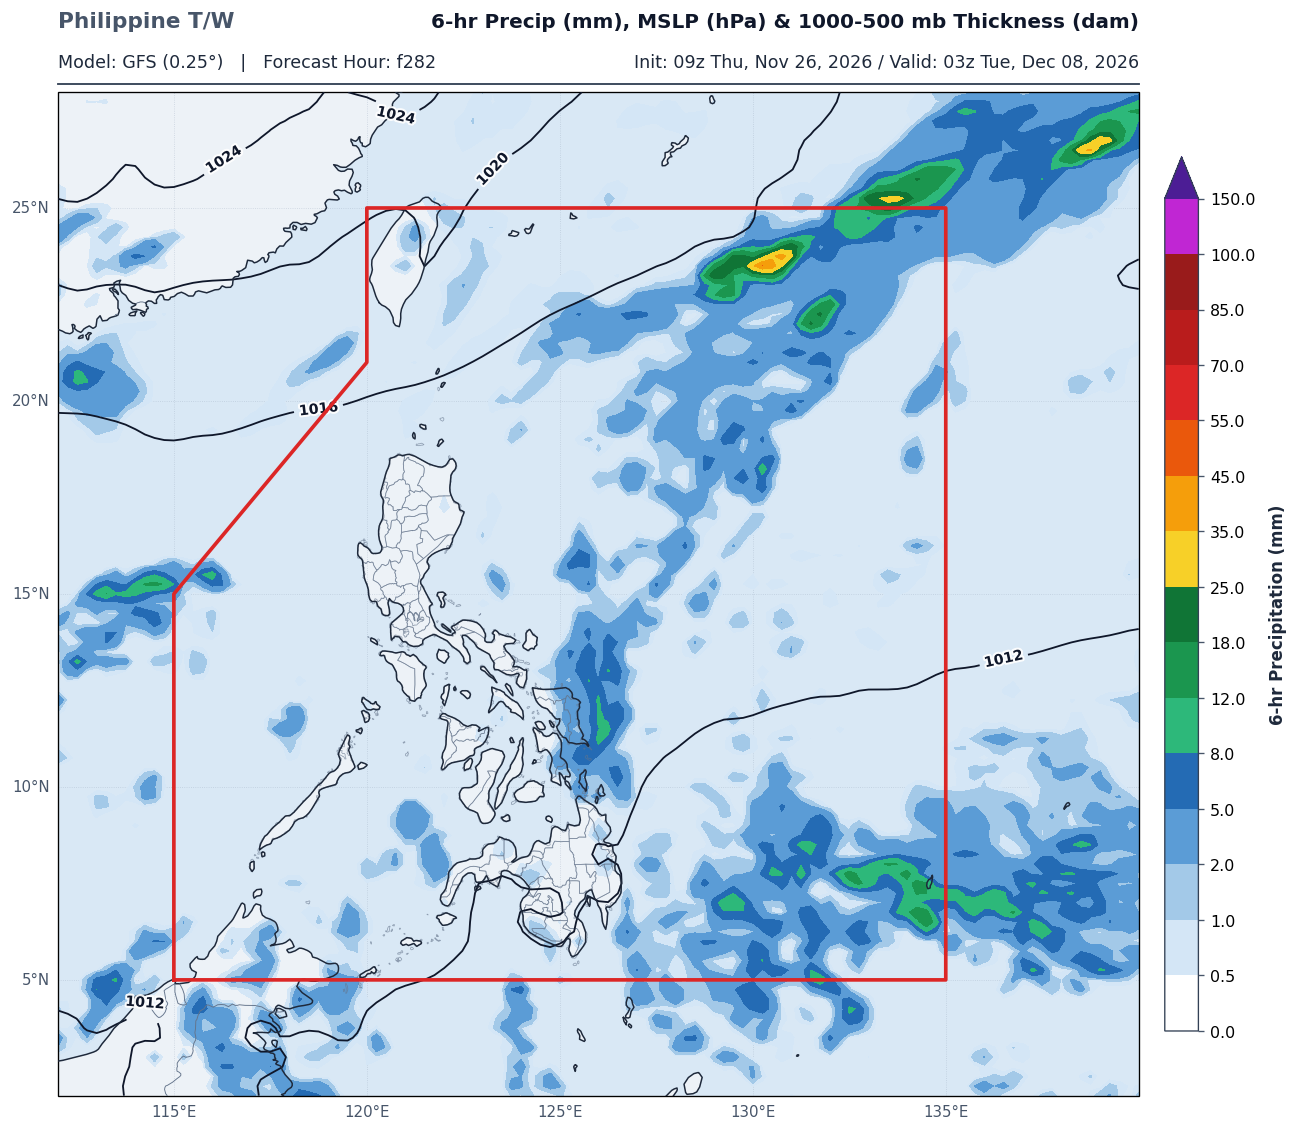 Philippine T/W
6-hr Precip (mm), MSLP (hPa) & 1000-500 mb Thickness (dam)
Model: GFS (0.25°) | Forecast Hour: f282
Init: 09z Thu, Nov 26, 2026 / Valid: 03z Tue, Dec 08, 2026
1024
1024
1020
1016
1012
1012
25°N
20°N
15°N
10°N
5°N
115°E
120°E
125°E
130°E
135°E
150.0
100.0
85.0
70.0
55.0
45.0
35.0
25.0
18.0
12.0
8.0
5.0
2.0
1.0
0.5
0.0
6-hr Precipitation (mm)